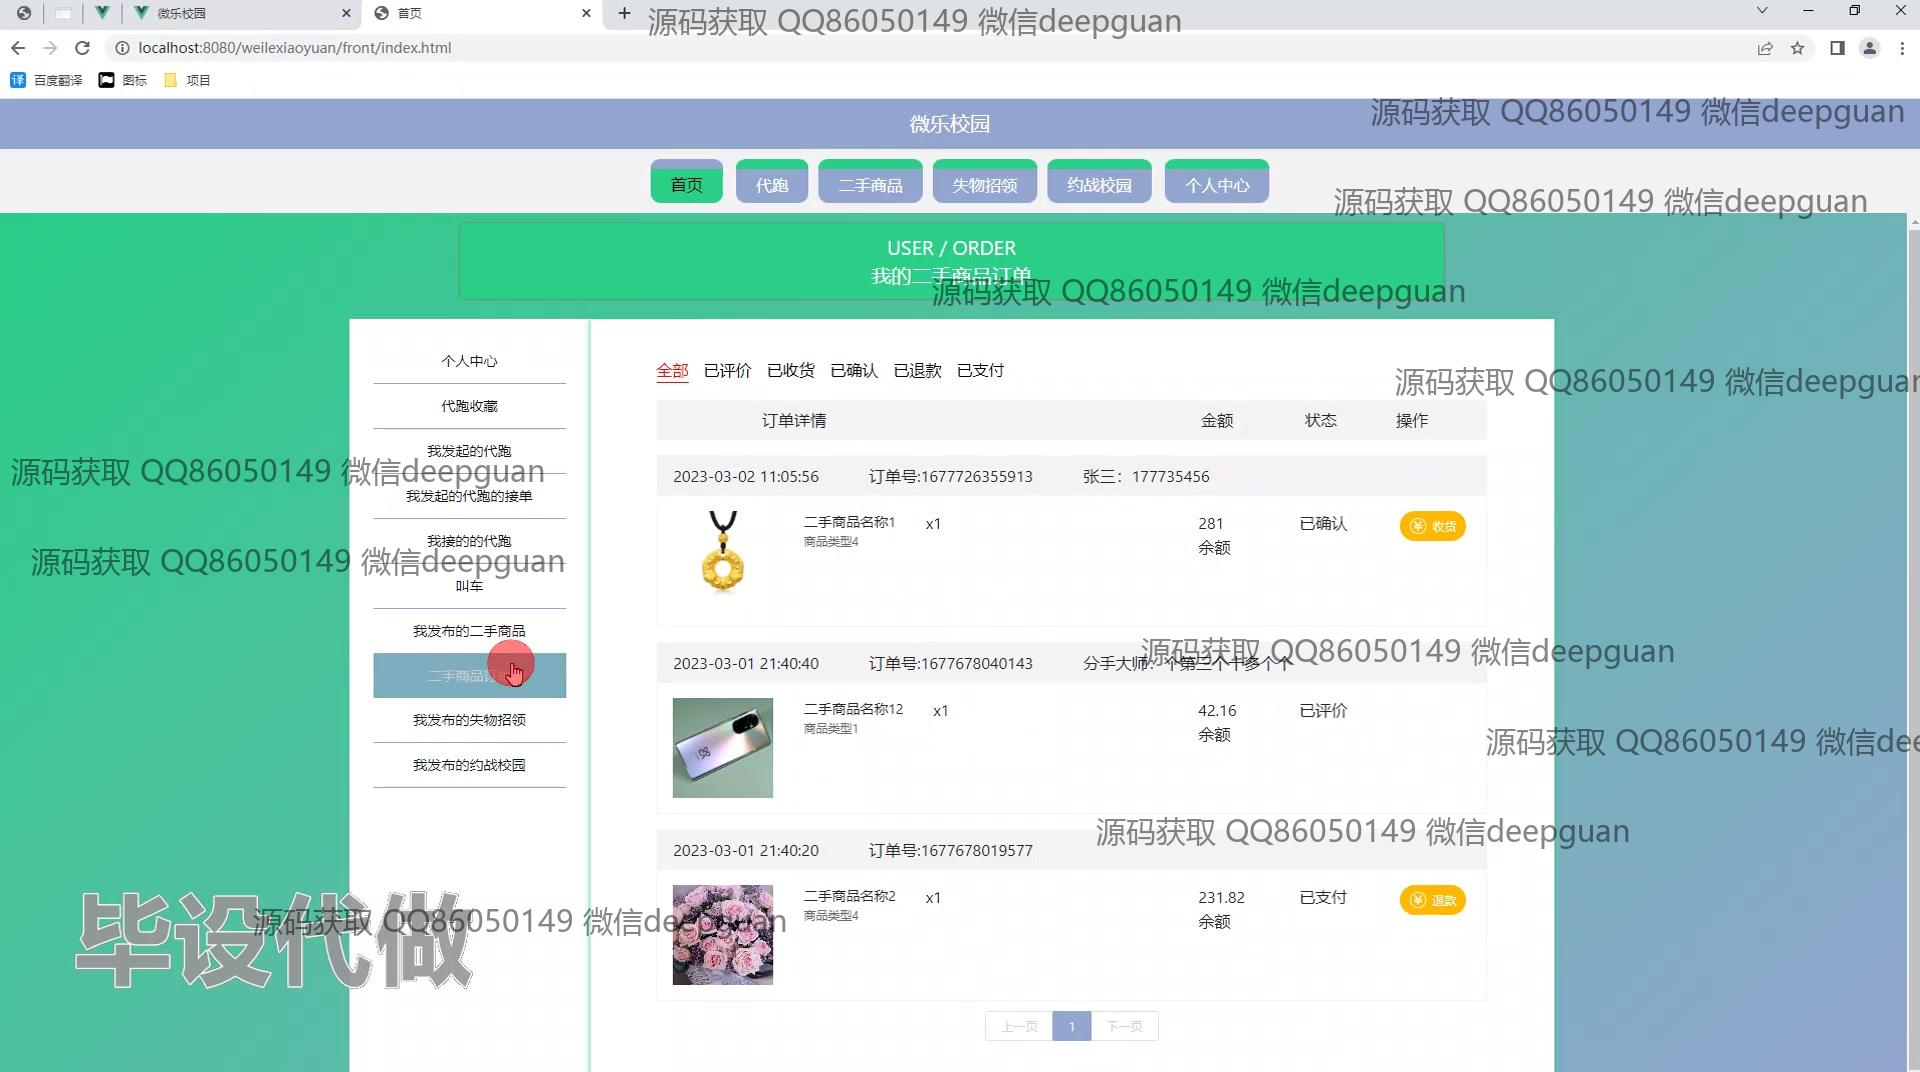 微乐校园
首页
源码获取 QQ86050149 微信deepguan
localhost:8080/weilexiaoyuan/front/index.html
译 百度翻译 图标 项目
微乐校园
源码获取 QQ86050149 微信deepguan
首页 代跑 二手商品 失物招领 约战校园 个人中心
源码获取 QQ86050149 微信deepguan
USER / ORDER
我的二手商品订单
源码获取 QQ86050149 微信deepguan
个人中心
代跑收藏
我发起的代跑
源码获取 QQ86050149 微信deepguan
我发起的代跑的接单
我接的的代跑
源码获取 QQ86050149 微信deepguan
叫车
我发布的二手商品
二手商品订
我发布的失物招领
我发布的约战校园
全部 已评价 已收货 已确认 已退款 已支付
源码获取 QQ86050149 微信deepguan
订单详情 金额 状态 操作
2023-03-02 11:05:56 订单号:1677726355913 张三：177735456
二手商品名称1 x1 281 已确认 收货
商品类型4 余额
源码获取 QQ86050149 微信deepguan
2023-03-01 21:40:40 订单号:1677678040143 分手大师：个第三个十多个个
二手商品名称12 x1 42.16 已评价
商品类型1 余额
源码获取 QQ86050149 微信dee
源码获取 QQ86050149 微信deepguan
2023-03-01 21:40:20 订单号:1677678019577
二手商品名称2 x1 231.82 已支付 退款
商品类型4 余额
源码获取 QQ86050149 微信deepguan
毕设代做
上一页 1 下一页